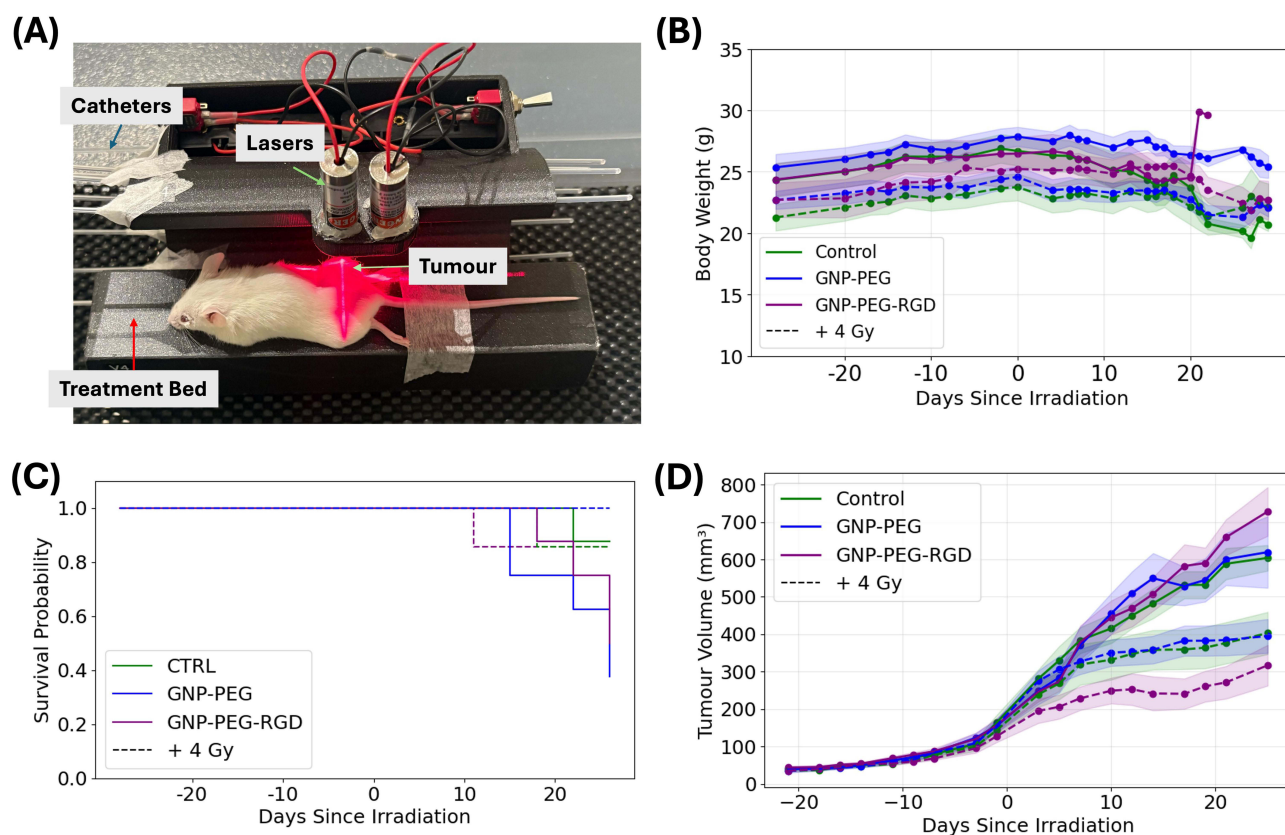 (A)
Catheters
Lasers
Tumour
Treatment Bed
(B)
35
30
25
20
15
10
Body Weight (g)
Control
GNP-PEG
GNP-PEG-RGD
+ 4 Gy
-20 -10 0 10 20
Days Since Irradiation
(C)
1.0
0.8
0.6
0.4
0.2
0.0
Survival Probability
CTRL
GNP-PEG
GNP-PEG-RGD
+ 4 Gy
-20 -10 0 10 20
Days Since Irradiation
(D)
800
700
600
500
400
300
200
100
0
Tumour Volume (mm³)
Control
GNP-PEG
GNP-PEG-RGD
+ 4 Gy
−20 −10 0 10 20
Days Since Irradiation